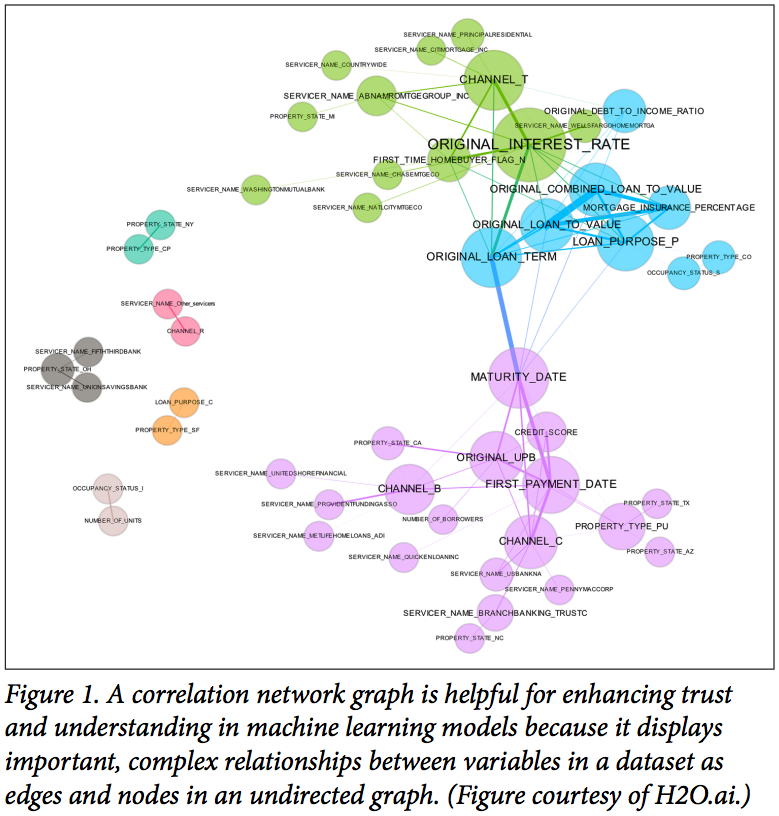 SERVICER_NAME_PRINCIPALRESIDENTIAL
SERVICER_NAME_CITIMORTGAGE_INC
SERVICER_NAME_COUNTRYWIDE
CHANNEL_T
SERVICER_NAME_ABNAMROMTGEGROUP_INC
PROPERTY_STATE_MI
ORIGINAL_DEBT_TO_INCOME_RATIO
SERVICER_NAME_WELLSFARGOHOMEMORTGA
ORIGINAL_INTEREST_RATE
FIRST_TIME_HOMEBUYER_FLAG_N
SERVICER_NAME_CHASEMTGECO
SERVICER_NAME_WASHINGTONMUTUALBANK
ORIGINAL_COMBINED_LOAN_TO_VALUE
SERVICER_NAME_NATLCITYMTGECO
MORTGAGE_INSURANCE_PERCENTAGE
PROPERTY_STATE_NY
ORIGINAL_LOAN_TO_VALUE
LOAN_PURPOSE_P
PROPERTY_TYPE_CP
ORIGINAL_LOAN_TERM
PROPERTY_TYPE_CO
OCCUPANCY_STATUS_S
SERVICER_NAME_Other_servicers
CHANNEL_R
SERVICER_NAME_FIFTHTHIRDBANK
PROPERTY_STATE_OH
SERVICER_NAME_UNIONSAVINGSBANK
MATURITY_DATE
LOAN_PURPOSE_C
PROPERTY_TYPE_SF
CREDIT_SCORE
PROPERTY_STATE_CA
ORIGINAL_UPB
SERVICER_NAME_UNITEDSHOREFINANCIAL
FIRST_PAYMENT_DATE
OCCUPANCY_STATUS_I
CHANNEL_B
SERVICER_NAME_PROVIDENTFUNDINGASSO
PROPERTY_STATE_TX
NUMBER_OF_UNITS
NUMBER_OF_BORROWERS
PROPERTY_TYPE_PU
SERVICER_NAME_METLIFEHOMELOANS_ADI
CHANNEL_C
PROPERTY_STATE_AZ
SERVICER_NAME_QUICKENLOANINC
SERVICER_NAME_USBANKNA
SERVICER_NAME_PENNYMACCORP
SERVICER_NAME_BRANCHBANKING_TRUSTC
PROPERTY_STATE_NC
Figure 1. A correlation network graph is helpful for enhancing trust
and understanding in machine learning models because it displays
important, complex relationships between variables in a dataset as
edges and nodes in an undirected graph. (Figure courtesy of H2O.ai.)